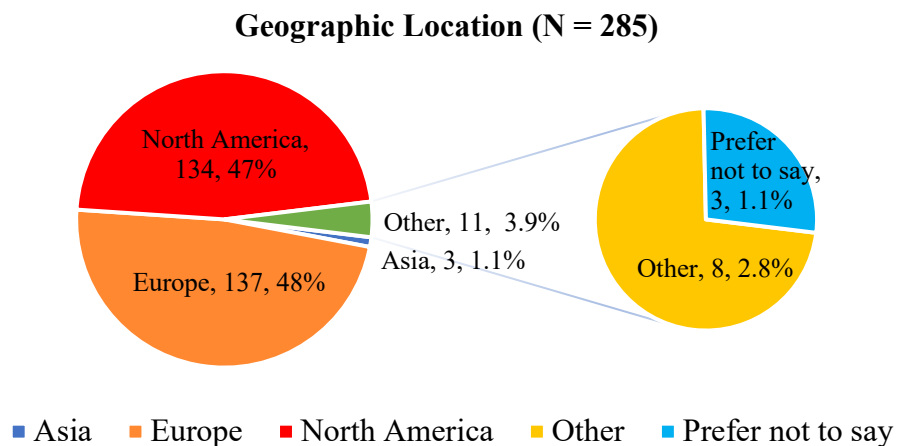 Geographic Location (N = 285)
North America,
134, 47%
Other, 11, 3.9%
Asia, 3, 1.1%
Europe, 137, 48%
Prefer
not to say,
3, 1.1%
Other, 8, 2.8%
Asia
Europe
North America
Other
Prefer not to say